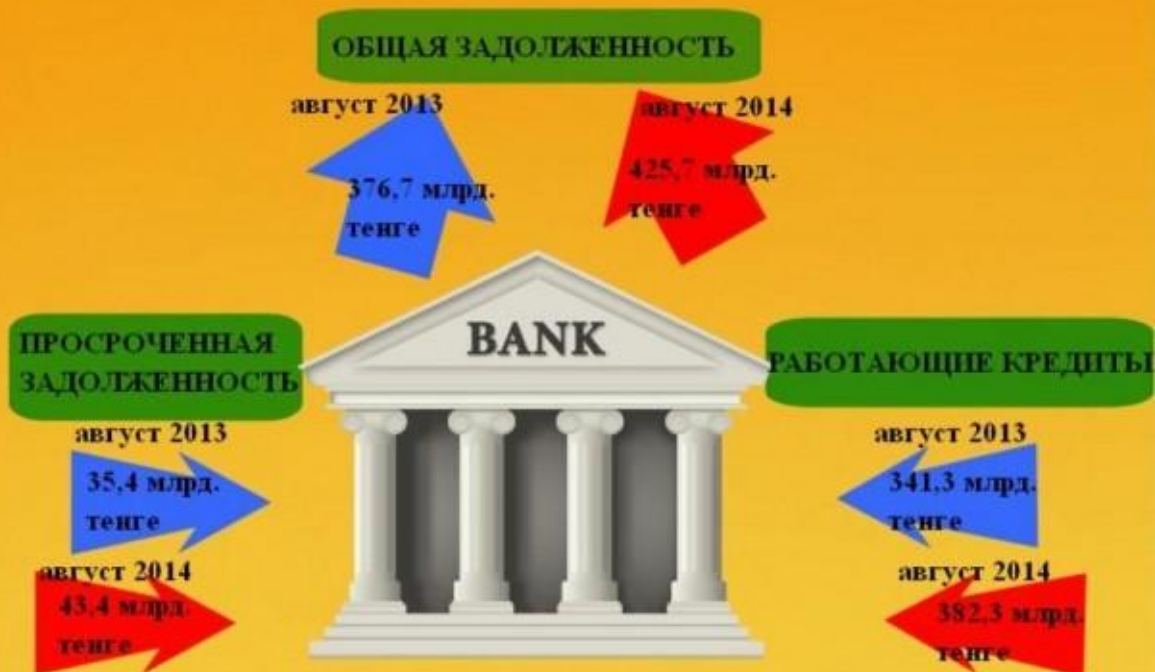 ОБЩАЯ ЗАДОЛЖЕННОСТЬ
август 2013
376,7 млрд.
тенге
август 2014
425,7 млрд.
тенге
BANK
ПРОСРОЧЕННАЯ
ЗАДОЛЖЕННОСТЬ
август 2013
35,4 млрд.
тенге
август 2014
43,4 млрд.
тенге
РАБОТАЮЩИЕ КРЕДИТЫ
август 2013
341,3 млрд.
тенге
август 2014
382,3 млрд.
тенге